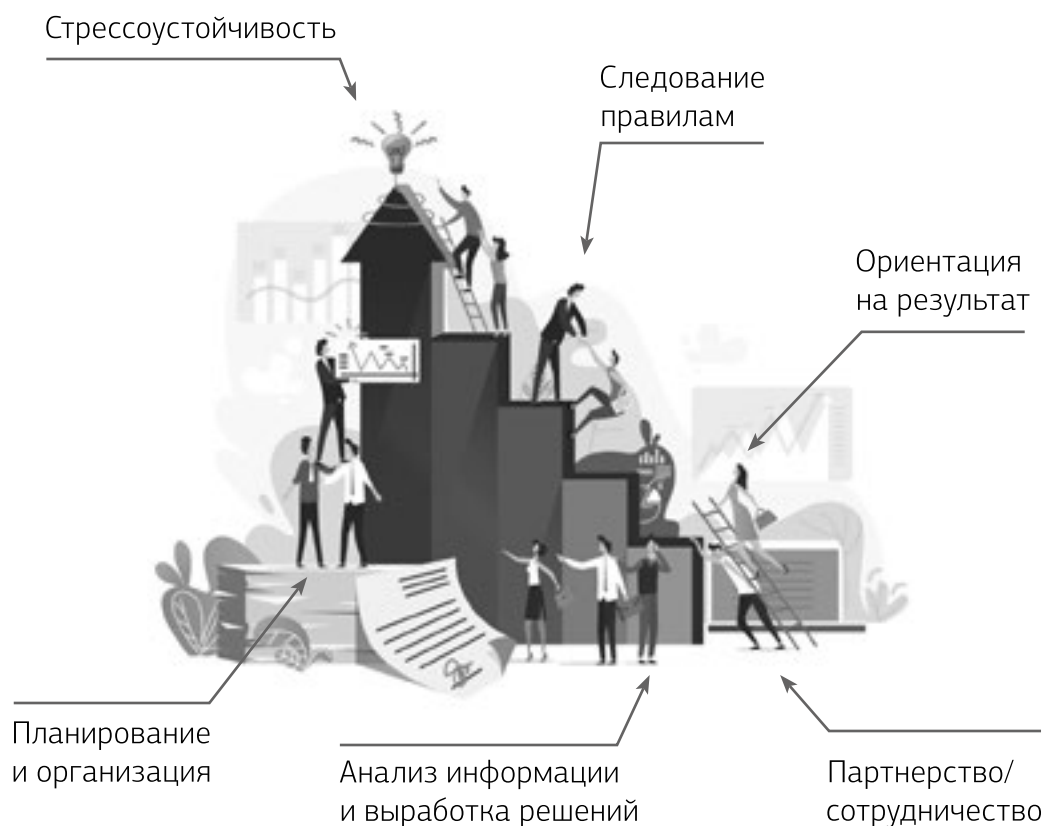 Стрессоустойчивость
Следование
правилам
Ориентация
на результат
Планирование
и организация
Анализ информации
и выработка решений
Партнерство/
сотрудничество